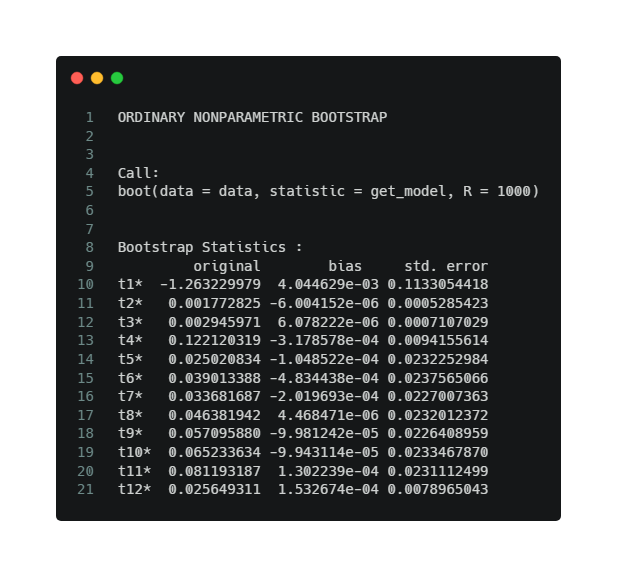 1 ORDINARY NONPARAMETRIC BOOTSTRAP
2
3
4 Call:
5 boot(data = data, statistic = get_model, R = 1000)
6
7
8 Bootstrap Statistics :
9 original bias std. error
10 t1* -1.263229979 4.044629e-03 0.1133054418
11 t2* 0.001772825 -6.004152e-06 0.0005285423
12 t3* 0.002945971 6.078222e-06 0.0007107029
13 t4* 0.122120319 -3.178578e-04 0.0094155614
14 t5* 0.025020834 -1.048522e-04 0.0232252984
15 t6* 0.039013388 -4.834438e-04 0.0237565066
16 t7* 0.033681687 -2.019693e-04 0.0227007363
17 t8* 0.046381942 4.468471e-06 0.0232012372
18 t9* 0.057095880 -9.981242e-05 0.0226408959
19 t10* 0.065233634 -9.943114e-05 0.0233467870
20 t11* 0.081193187 1.302239e-04 0.0231112499
21 t12* 0.025649311 1.532674e-04 0.0078965043